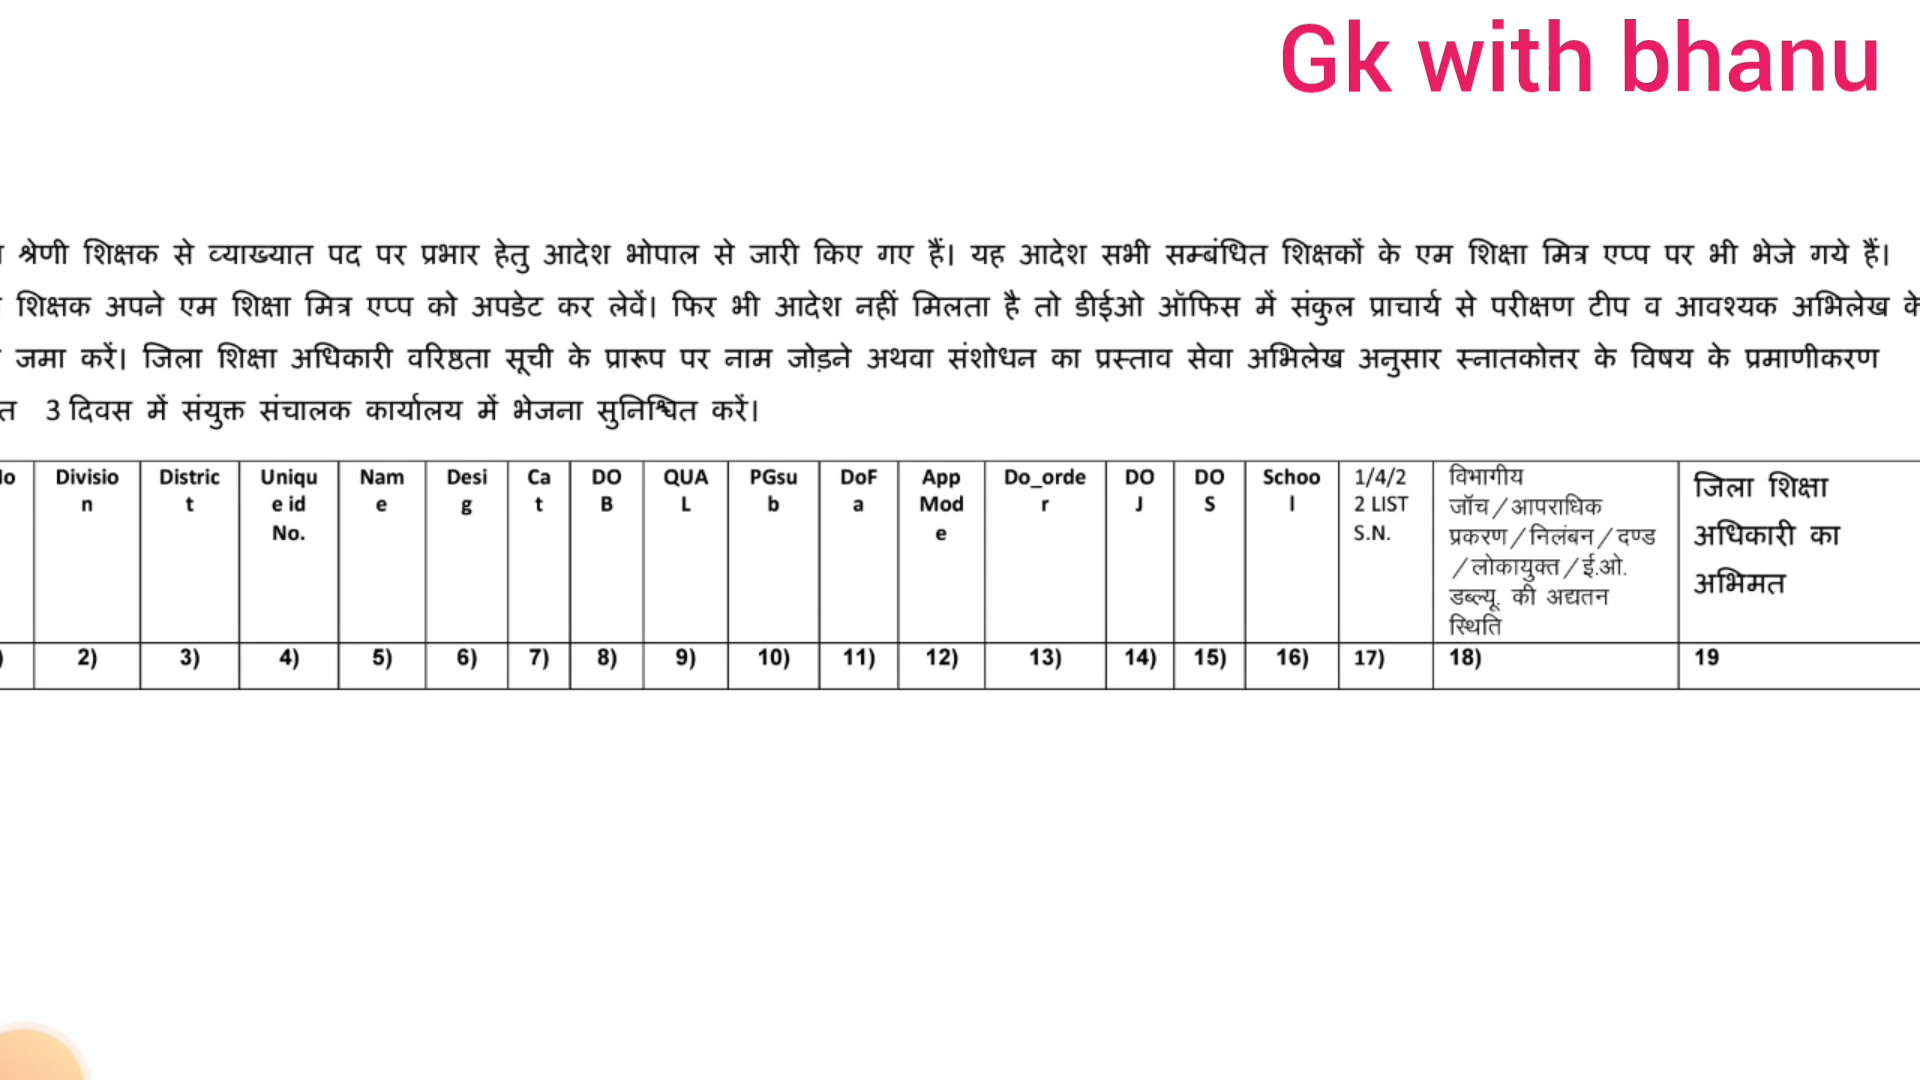 Gk with bhanu
श्रेणी शिक्षक से व्याख्यात पद पर प्रभार हेतु आदेश भोपाल से जारी किए गए हैं। यह आदेश सभी सम्बंधित शिक्षकों के एम शिक्षा मित्र एप्प पर भी भेजे गये हैं।
शिक्षक अपने एम शिक्षा मित्र एप्प को अपडेट कर लेवें। फिर भी आदेश नहीं मिलता है तो डीईओ ऑफिस में संकुल प्राचार्य से परीक्षण टीप व आवश्यक अभिलेख के
जमा करें। जिला शिक्षा अधिकारी वरिष्ठता सूची के प्रारूप पर नाम जोड़ने अथवा संशोधन का प्रस्ताव सेवा अभिलेख अनुसार स्नातकोत्तर के विषय के प्रमाणीकरण
3 दिवस में संयुक्त संचालक कार्यालय में भेजना सुनिश्चित करें।
Divisio
n
Distric
t
Uniqu
e id
No.
Nam
e
Desi
g
Ca
t
DO
B
QUA
L
PGsu
b
DoF
a
App
Mod
e
Do_orde
r
DO
J
DO
S
Schoo
l
1/4/2
2 LIST
S.N.
विभागीय
जॉच/आपराधिक
प्रकरण/निलंबन/दण्ड
/लोकायुक्त/ई.ओ.
डब्ल्यू. की अद्यतन
स्थिति
जिला शिक्षा
अधिकारी का
अभिमत
2) 3) 4) 5) 6) 7) 8) 9) 10) 11) 12) 13) 14) 15) 16) 17) 18) 19